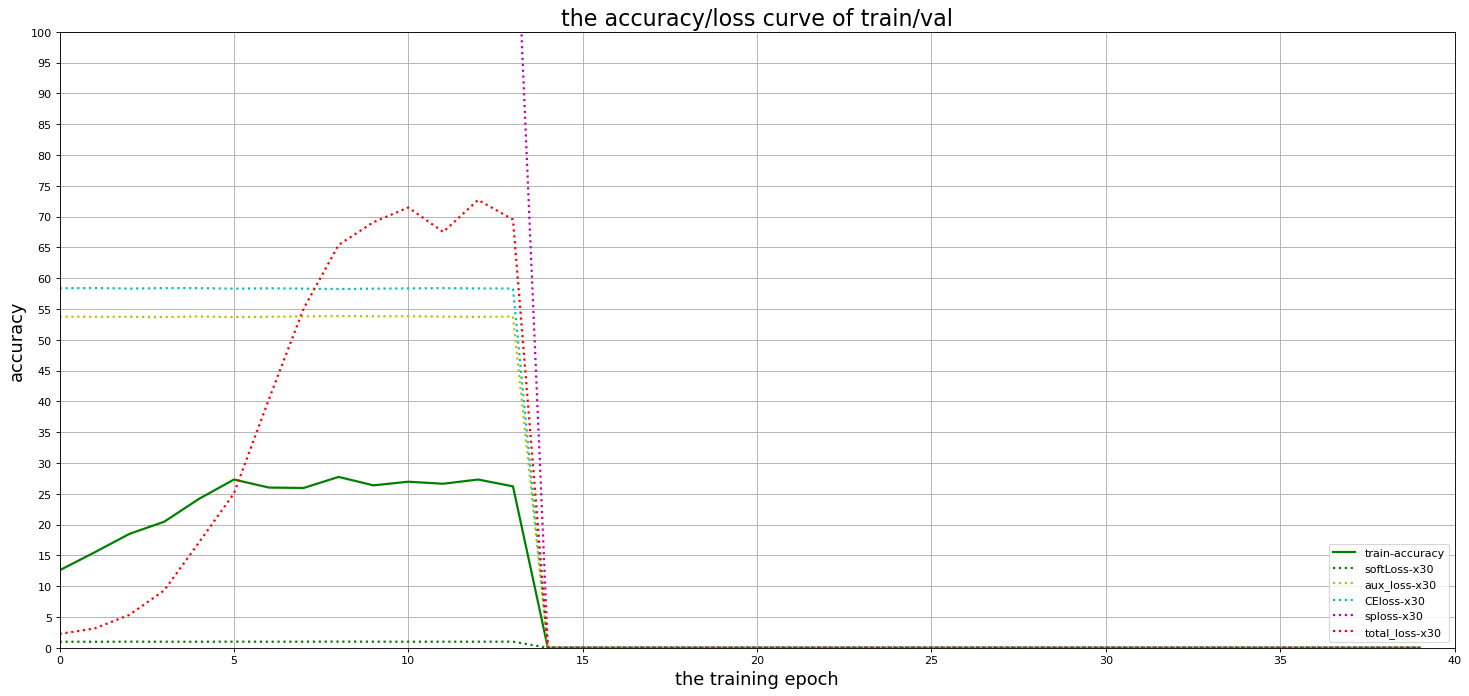 the accuracy/loss curve of train/val
100
95
90
85
80
75
70
65
60
55
50
45
40
35
30
25
20
15
10
5
0
accuracy
0 5 10 15 20 25 30 35 40
the training epoch
train-accuracy
softLoss-x30
aux_loss-x30
CEloss-x30
sploss-x30
total_loss-x30